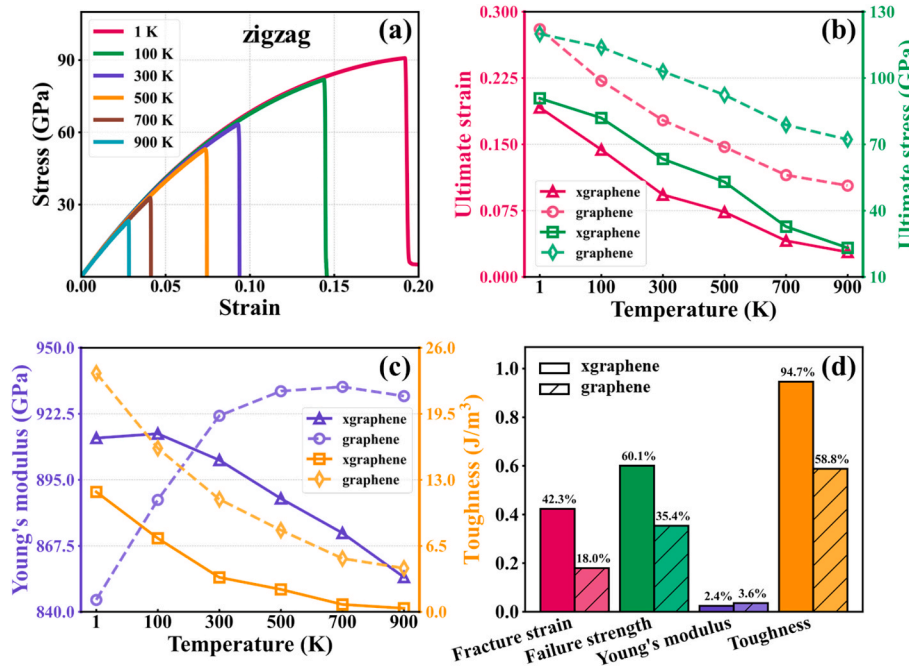 zigzag (a)
1 K
100 K
300 K
500 K
700 K
900 K
Stress (GPa)
90
60
30
0.00 0.05 0.10 0.15 0.20
Strain
(b)
Ultimate strain
0.300
0.225
0.150
0.075
0.000
xgraphene
graphene
xgraphene
graphene
130
100
70
40
10
Ultimate stress (GPa)
1 100 300 500 700 900
Temperature (K)
(c)
Young's modulus (GPa)
950.0
922.5
895.0
867.5
840.0
xgraphene
graphene
xgraphene
graphene
26.0
19.5
13.0
6.5
0.0
Toughness (J/m³)
1 100 300 500 700 900
Temperature (K)
(d)
xgraphene
graphene
1.0
0.8
0.6
0.4
0.2
0.0
42.3%
18.0%
60.1%
35.4%
2.4%
3.6%
94.7%
58.8%
Fracture strain
Failure strength
Young's modulus
Toughness